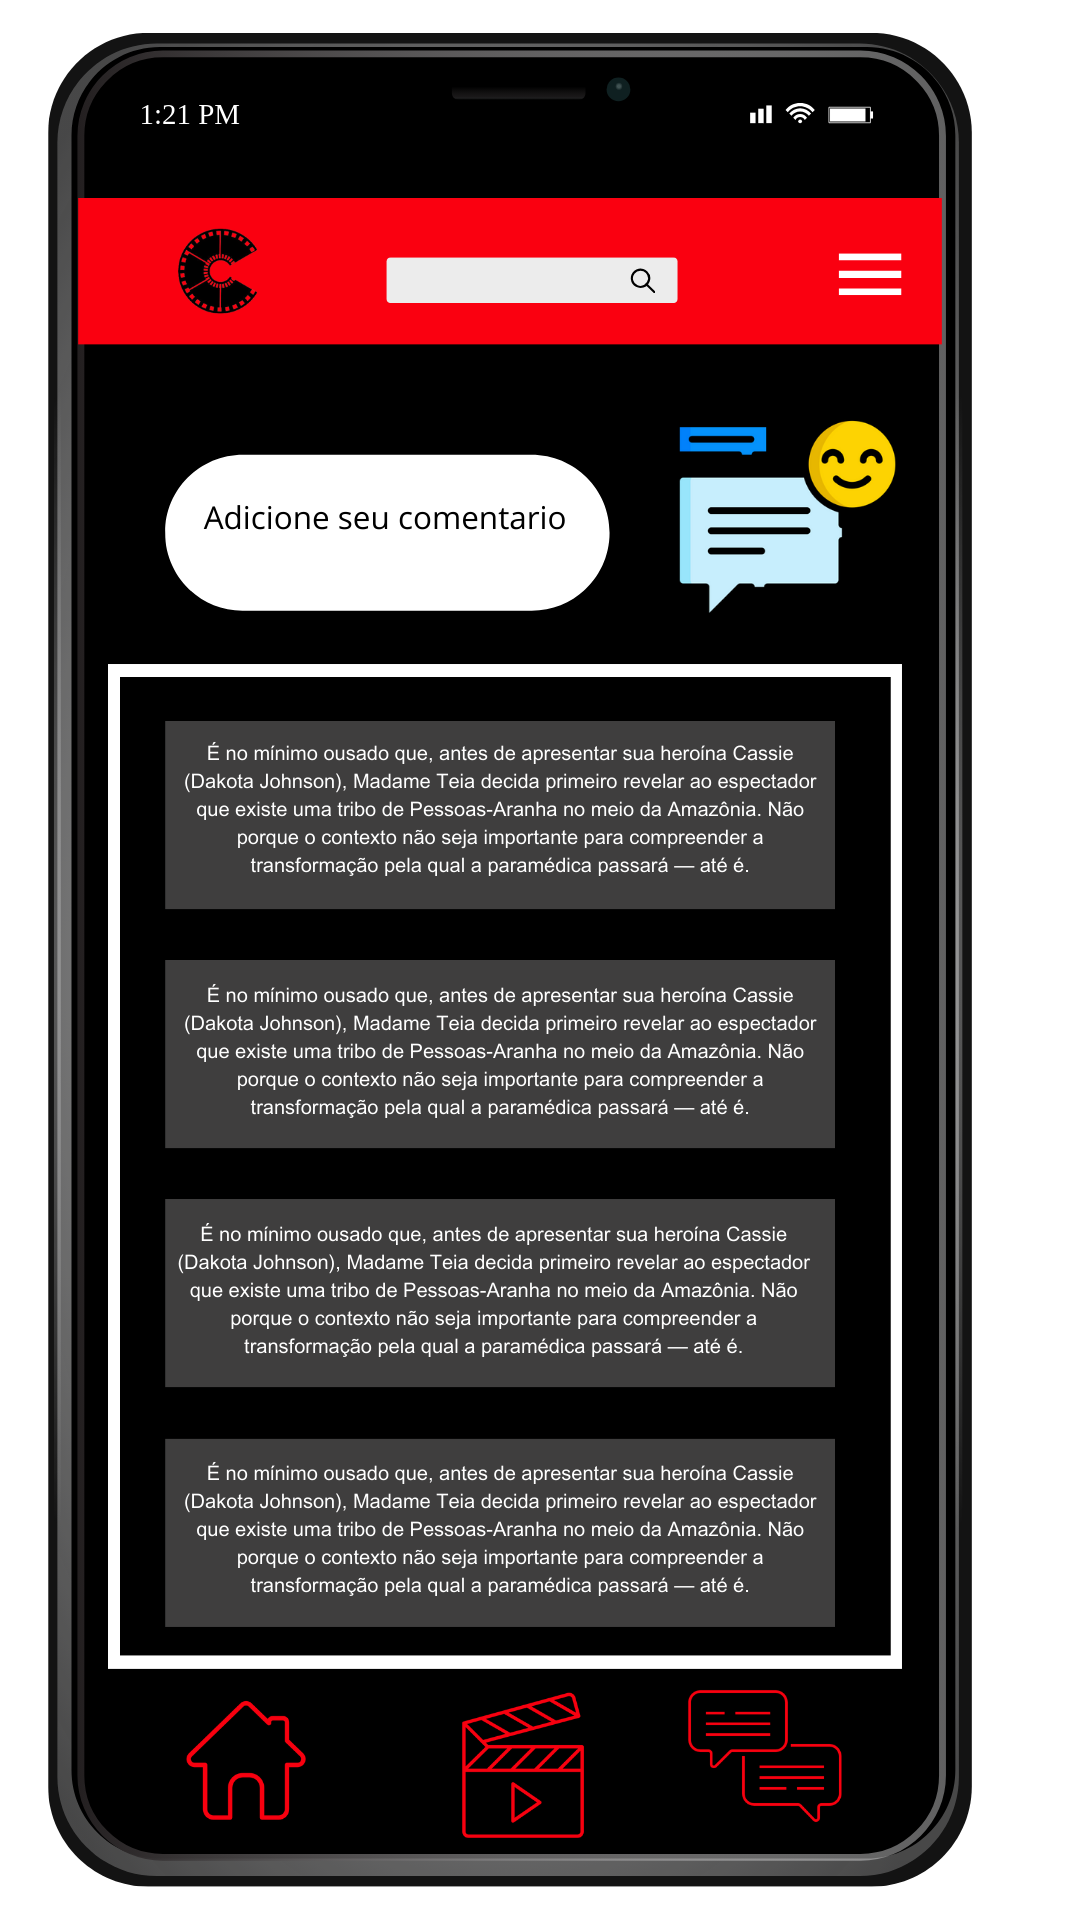 1:21 PM
Adicione seu comentario
É no mínimo ousado que, antes de apresentar sua heroína Cassie
(Dakota Johnson), Madame Teia decida primeiro revelar ao espectador
que existe uma tribo de Pessoas-Aranha no meio da Amazônia. Não
porque o contexto não seja importante para compreender a
transformação pela qual a paramédica passará — até é.
É no mínimo ousado que, antes de apresentar sua heroína Cassie
(Dakota Johnson), Madame Teia decida primeiro revelar ao espectador
que existe uma tribo de Pessoas-Aranha no meio da Amazônia. Não
porque o contexto não seja importante para compreender a
transformação pela qual a paramédica passará — até é.
É no mínimo ousado que, antes de apresentar sua heroína Cassie
(Dakota Johnson), Madame Teia decida primeiro revelar ao espectador
que existe uma tribo de Pessoas-Aranha no meio da Amazônia. Não
porque o contexto não seja importante para compreender a
transformação pela qual a paramédica passará — até é.
É no mínimo ousado que, antes de apresentar sua heroína Cassie
(Dakota Johnson), Madame Teia decida primeiro revelar ao espectador
que existe uma tribo de Pessoas-Aranha no meio da Amazônia. Não
porque o contexto não seja importante para compreender a
transformação pela qual a paramédica passará — até é.